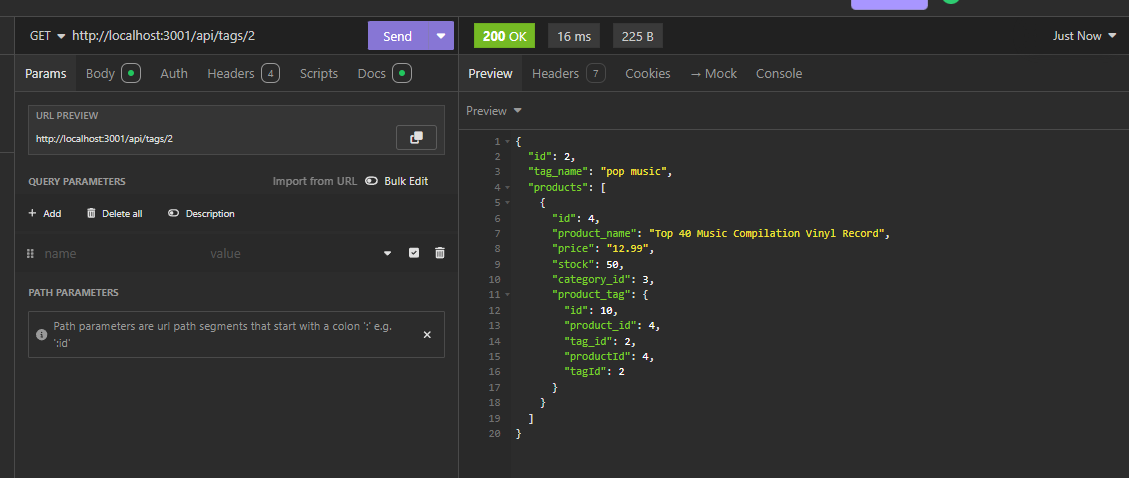 GET http://localhost:3001/api/tags/2 Send
200 OK 16 ms 225 B Just Now
Params Body Auth Headers 4 Scripts Docs
Preview Headers 7 Cookies → Mock Console
URL PREVIEW
http://localhost:3001/api/tags/2
QUERY PARAMETERS Import from URL Bulk Edit
+ Add Delete all Description
name value
PATH PARAMETERS
Path parameters are url path segments that start with a colon ':' e.g.
':id'
Preview
1 {
2 "id": 2,
3 "tag_name": "pop music",
4 "products": [
5 {
6 "id": 4,
7 "product_name": "Top 40 Music Compilation Vinyl Record",
8 "price": "12.99",
9 "stock": 50,
10 "category_id": 3,
11 "product_tag": {
12 "id": 10,
13 "product_id": 4,
14 "tag_id": 2,
15 "productId": 4,
16 "tagId": 2
17 }
18 }
19 ]
20 }